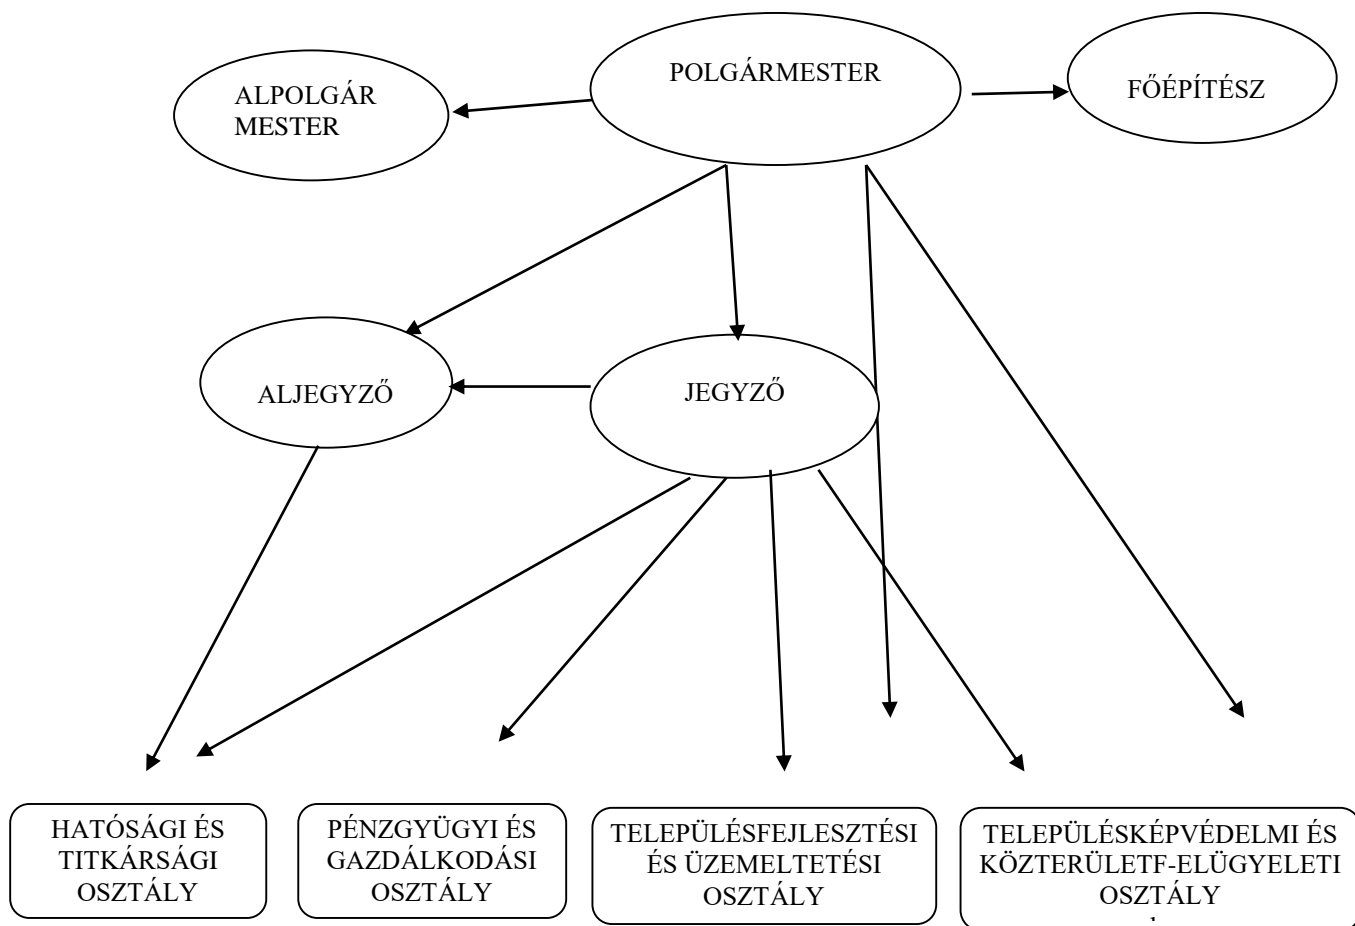 POLGÁRMESTER
ALPOLGÁR
MESTER
FŐÉPÍTÉSZ
ALJEGYZŐ
JEGYZŐ
HATÓSÁGI ÉS
TITKÁRSÁGI
OSZTÁLY
PÉNZGYÜGYI ÉS
GAZDÁLKODÁSI
OSZTÁLY
TELEPÜLÉSFEJLESZTÉSI
ÉS ÜZEMELTETÉSI
OSZTÁLY
TELEPÜLÉSKÉPVÉDELMI ÉS
KÖZTERÜLETF-ELÜGYELETI
OSZTÁLY